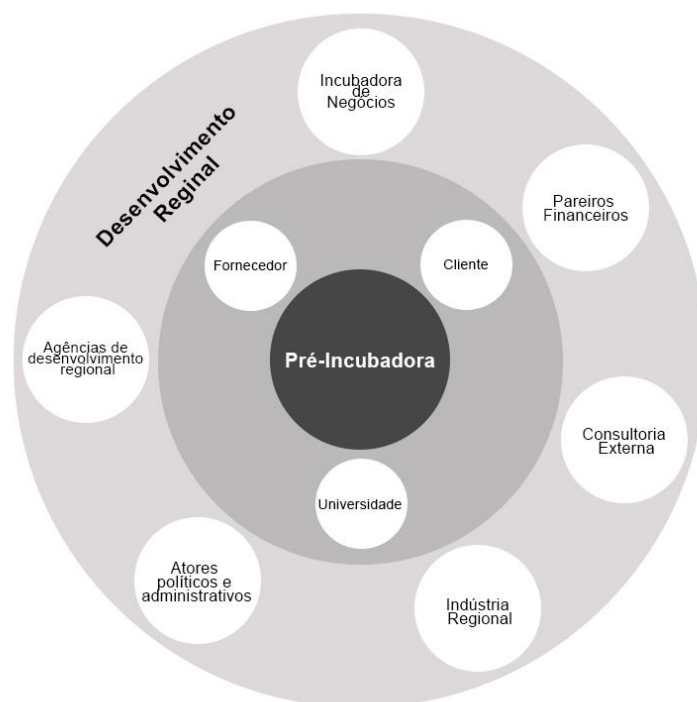 Incubadora
de
Negócios
Desenvolvimento
Reginal
Pareiros
Financeiros
Fornecedor
Cliente
Agências de
desenvolvimento
regional
Pré-Incubadora
Consultoria
Externa
Universidade
Atores
políticos e
administrativos
Indústria
Regional